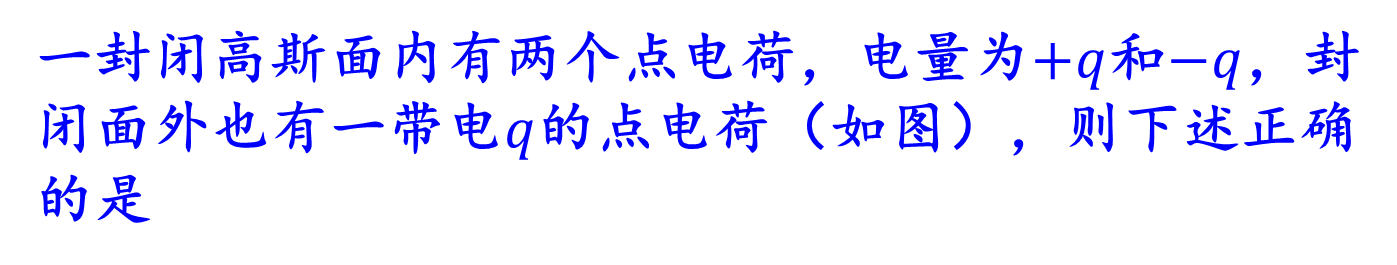 一封闭高斯面内有两个点电荷，电量为+q和−q，封
闭面外也有一带电q的点电荷（如图），则下述正确
的是